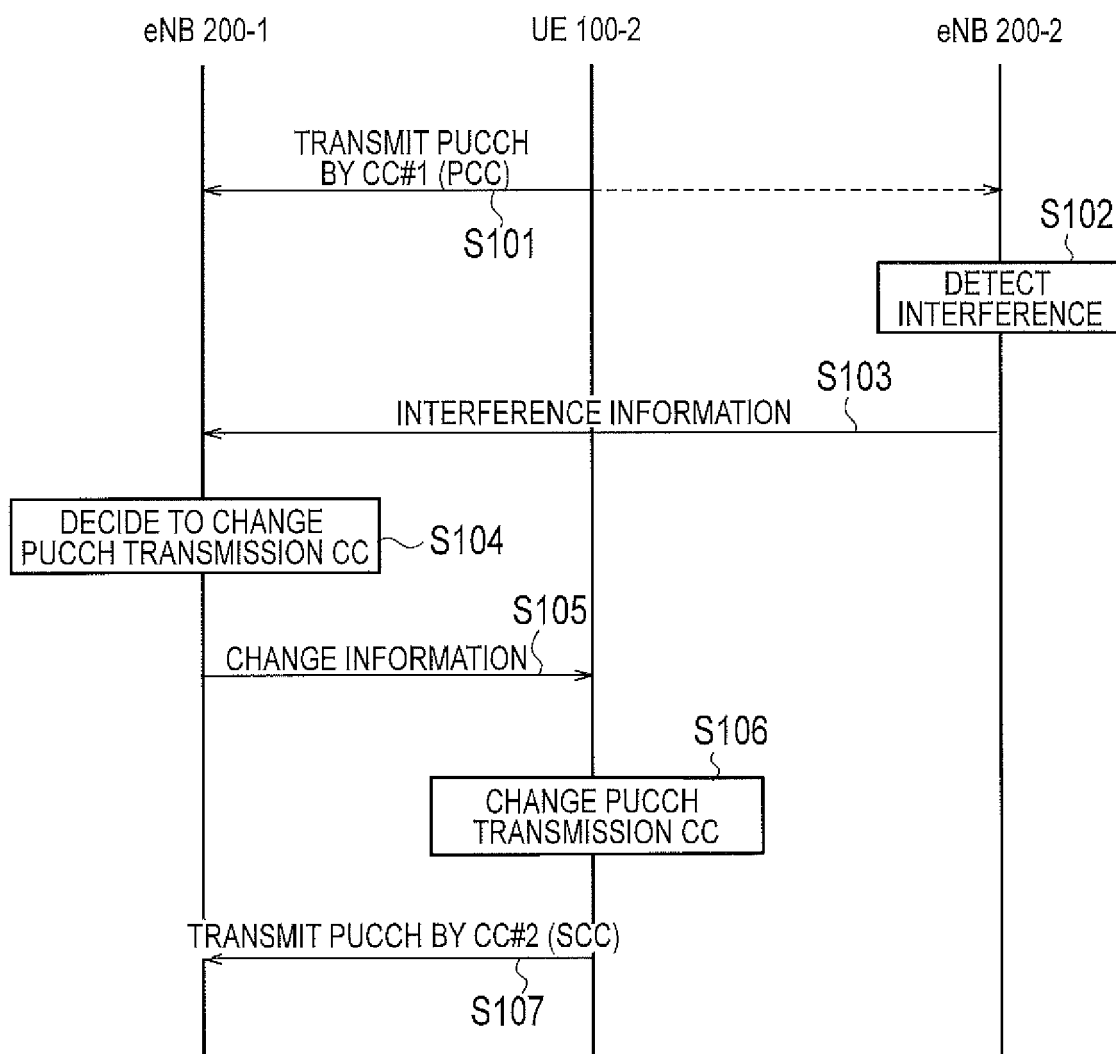 eNB 200-1
UE 100-2
eNB 200-2
TRANSMIT PUCCH
BY CC#1 (PCC)
S101
S102
DETECT
INTERFERENCE
S103
INTERFERENCE INFORMATION
DECIDE TO CHANGE
PUCCH TRANSMISSION CC
S104
S105
CHANGE INFORMATION
S106
CHANGE PUCCH
TRANSMISSION CC
TRANSMIT PUCCH BY CC#2 (SCC)
S107